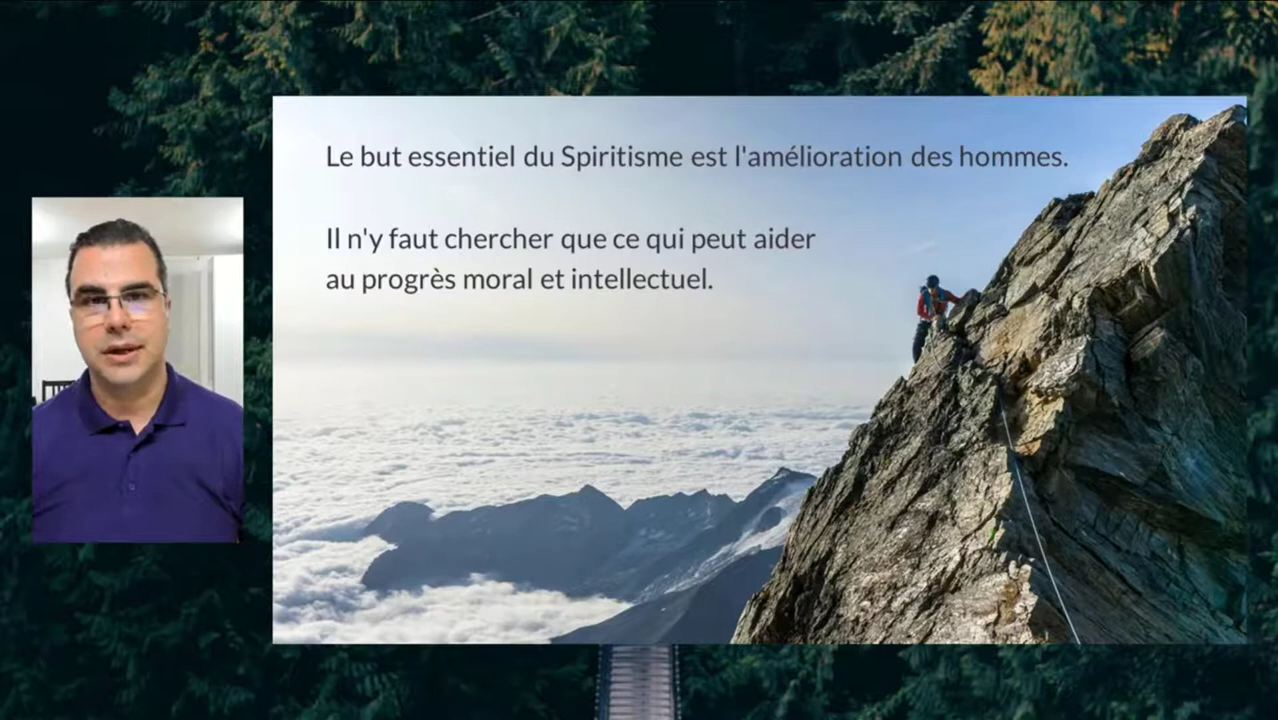 Le but essentiel du Spiritisme est l'amélioration des hommes.
Il n'y faut chercher que ce qui peut aider
au progrès moral et intellectuel.